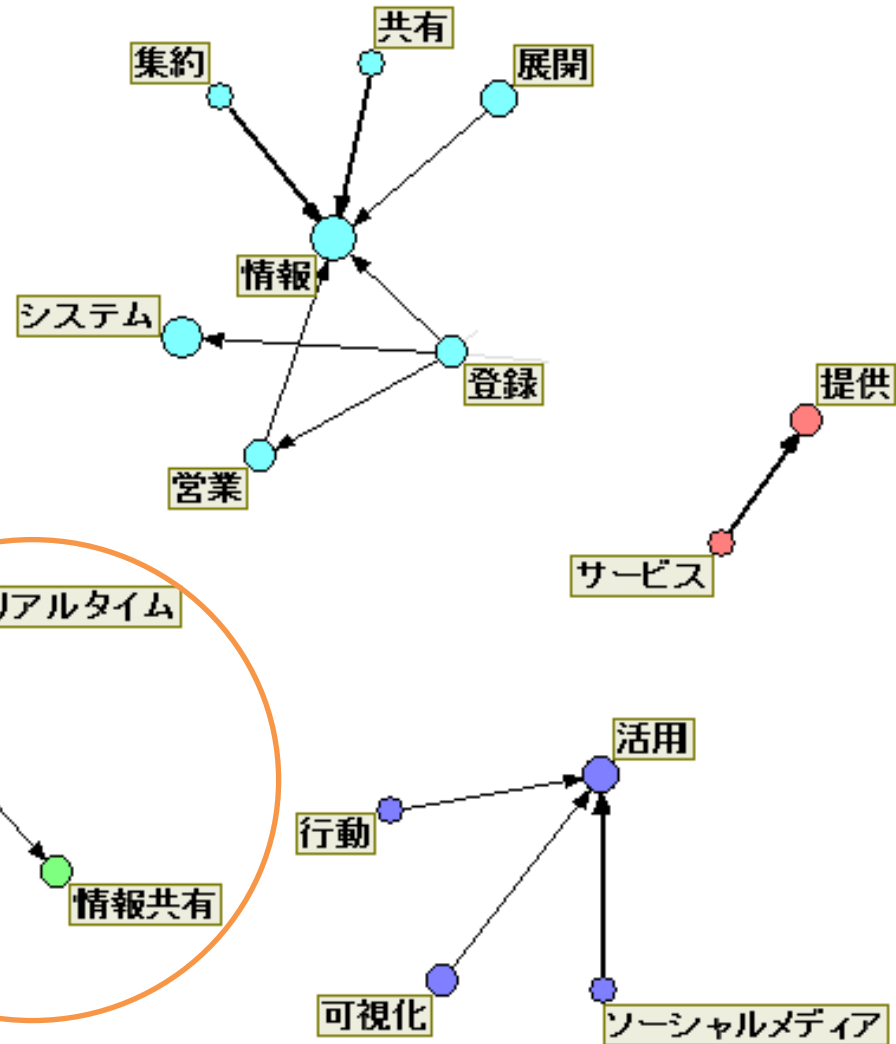 共有
集約
展開
情報
システム
登録
提供
営業
サービス
リアルタイム
活用
行動
情報共有
可視化
ソーシャルメディア